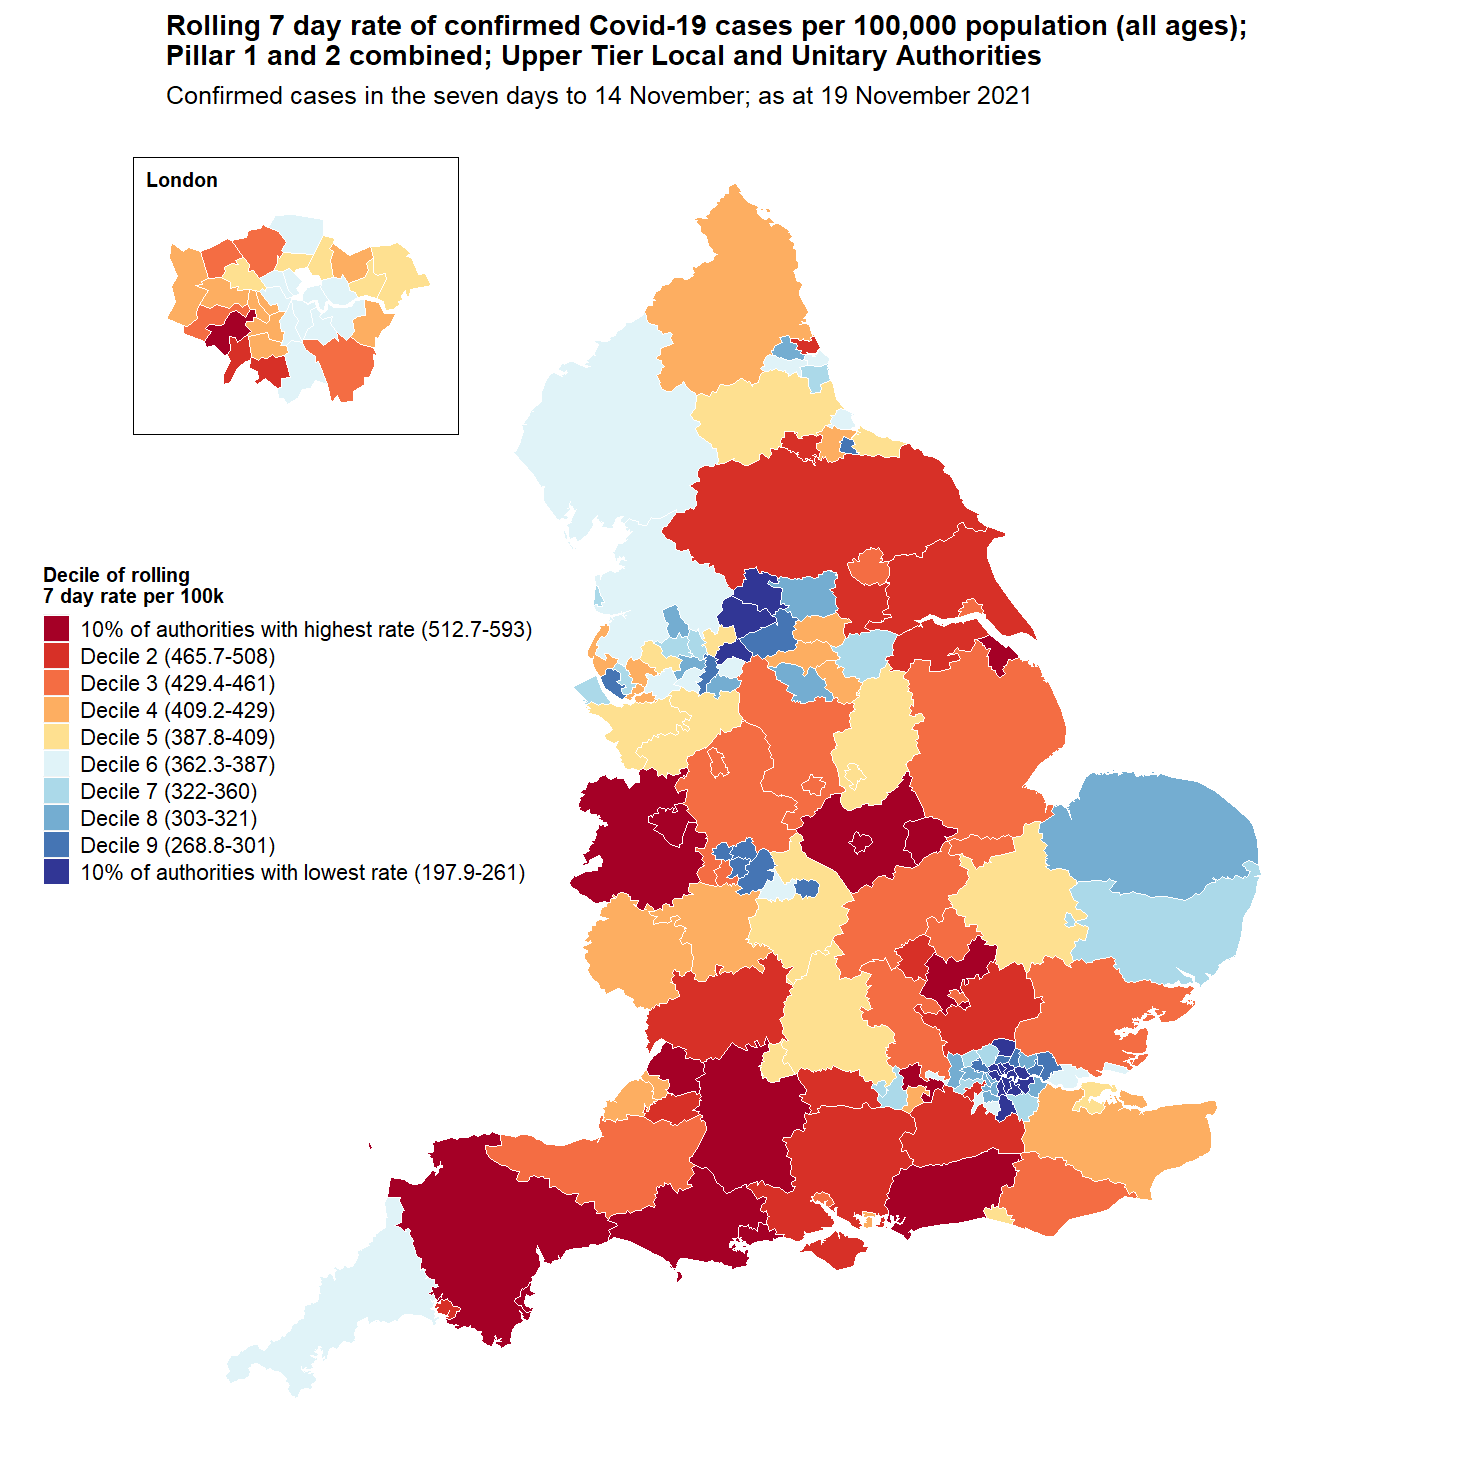 Rolling 7 day rate of confirmed Covid-19 cases per 100,000 population (all ages);
Pillar 1 and 2 combined; Upper Tier Local and Unitary Authorities
Confirmed cases in the seven days to 14 November; as at 19 November 2021
London
Decile of rolling
7 day rate per 100k
10% of authorities with highest rate (512.7-593)
Decile 2 (465.7-508)
Decile 3 (429.4-461)
Decile 4 (409.2-429)
Decile 5 (387.8-409)
Decile 6 (362.3-387)
Decile 7 (322-360)
Decile 8 (303-321)
Decile 9 (268.8-301)
10% of authorities with lowest rate (197.9-261)